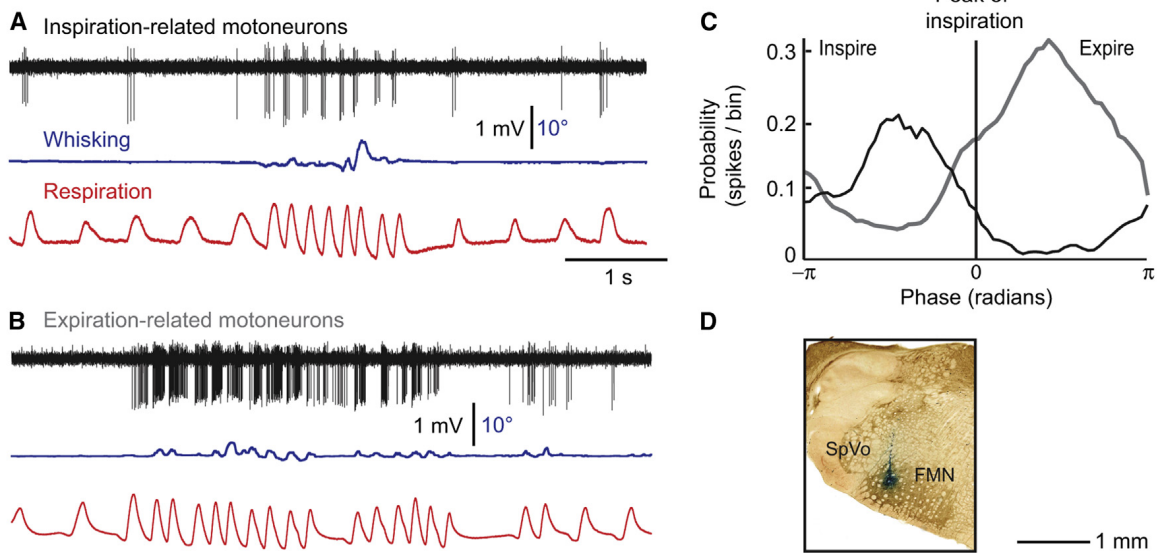 A
Inspiration-related motoneurons
1 mV 10°
Whisking
Respiration
1 s
B
Expiration-related motoneurons
1 mV 10°
C
inspiration
Inspire
Expire
Probability
(spikes / bin)
0.3
0.2
0.1
0
−π
0
π
Phase (radians)
D
SpVo
FMN
1 mm